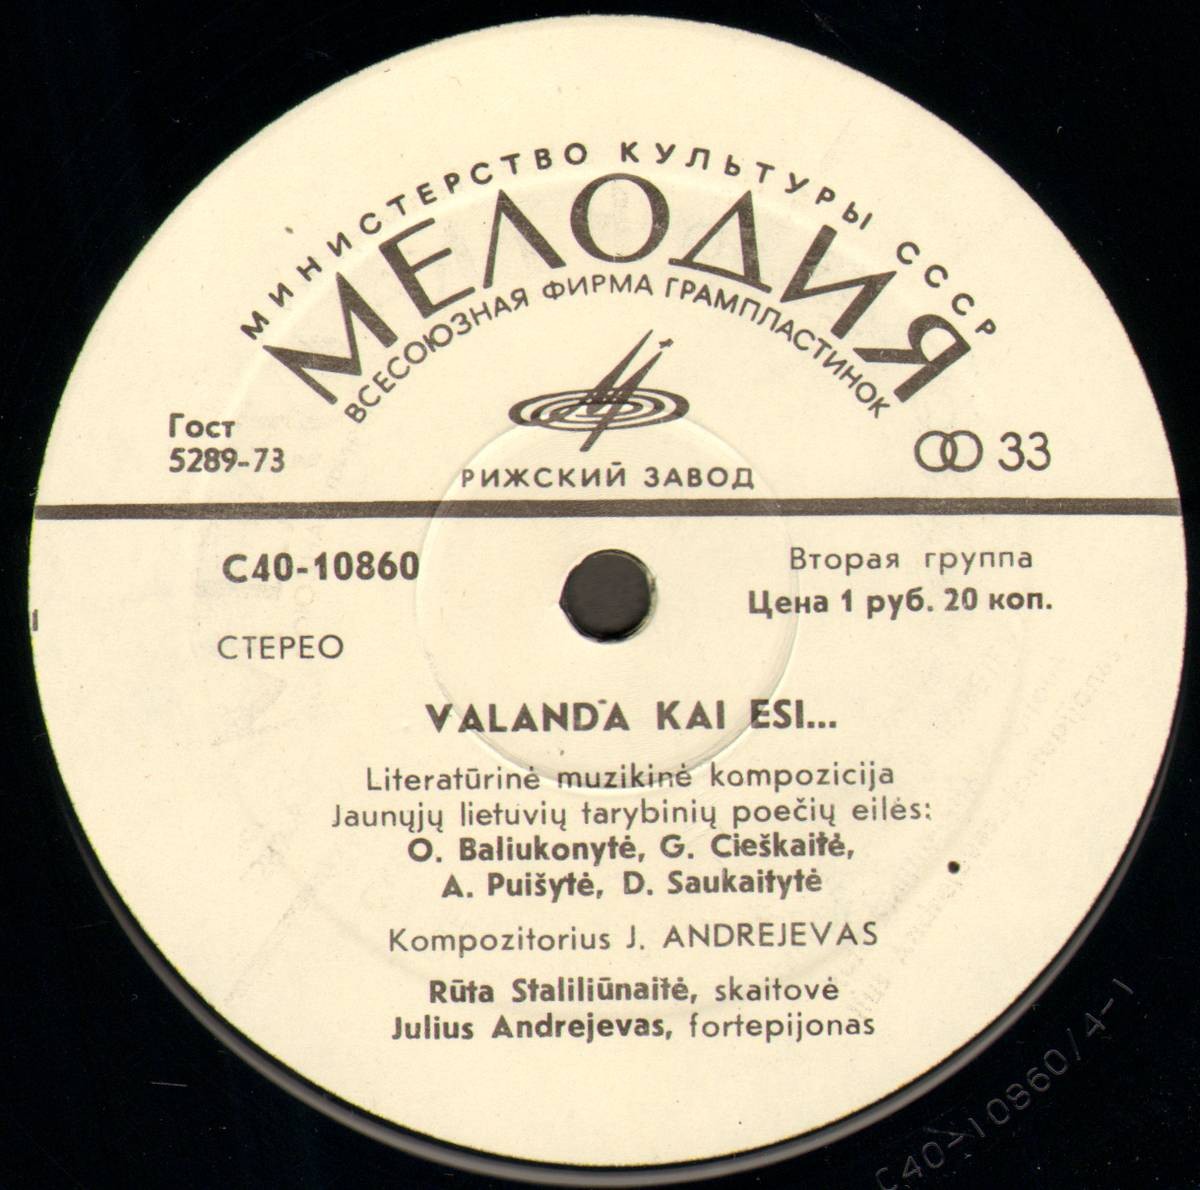 МИНИСТЕРСТВО КУЛЬТУРЫ СССР
МЕЛОДИЯ
ВСЕСОЮЗНАЯ ФИРМА ГРАМПЛАСТИНОК
Гост
5289-73
33
РИЖСКИЙ ЗАВОД
С40-10860
Вторая группа
Цена 1 руб. 20 коп.
СТЕРЕО
VALANDA KAI ESI...
Literatūrinė muzikinė kompozicija
Jaunųjų lietuvių tarybinių poečių eilės:
O. Baliukonytė, G. Cieškaitė,
A. Puišytė, D. Saukaitytė
Kompozitorius J. ANDREJEVAS
Rūta Staliliūnaitė, skaitovė
Julius Andrejevas, fortepijonas
С40-10860/4-1